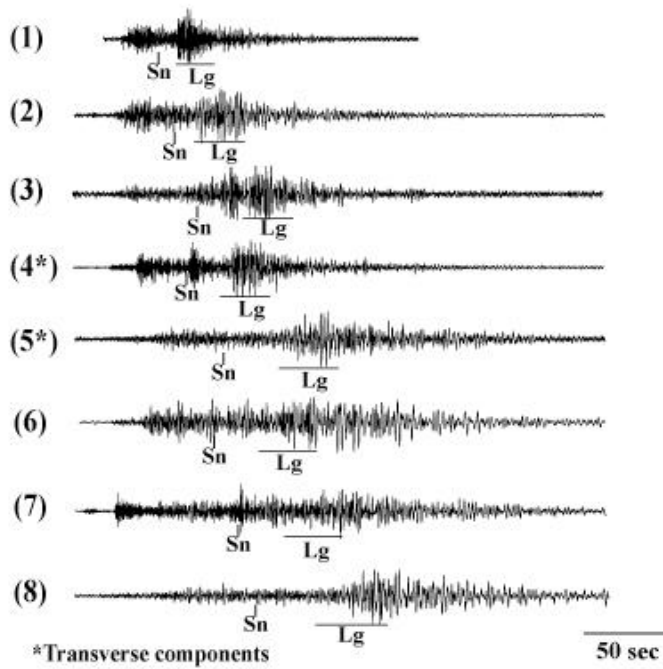 (1)
Sn Lg
(2)
Sn Lg
(3)
Sn Lg
(4*)
Sn Lg
(5*)
Sn Lg
(6)
Sn Lg
(7)
Sn Lg
(8)
Sn Lg
*Transverse components
50 sec